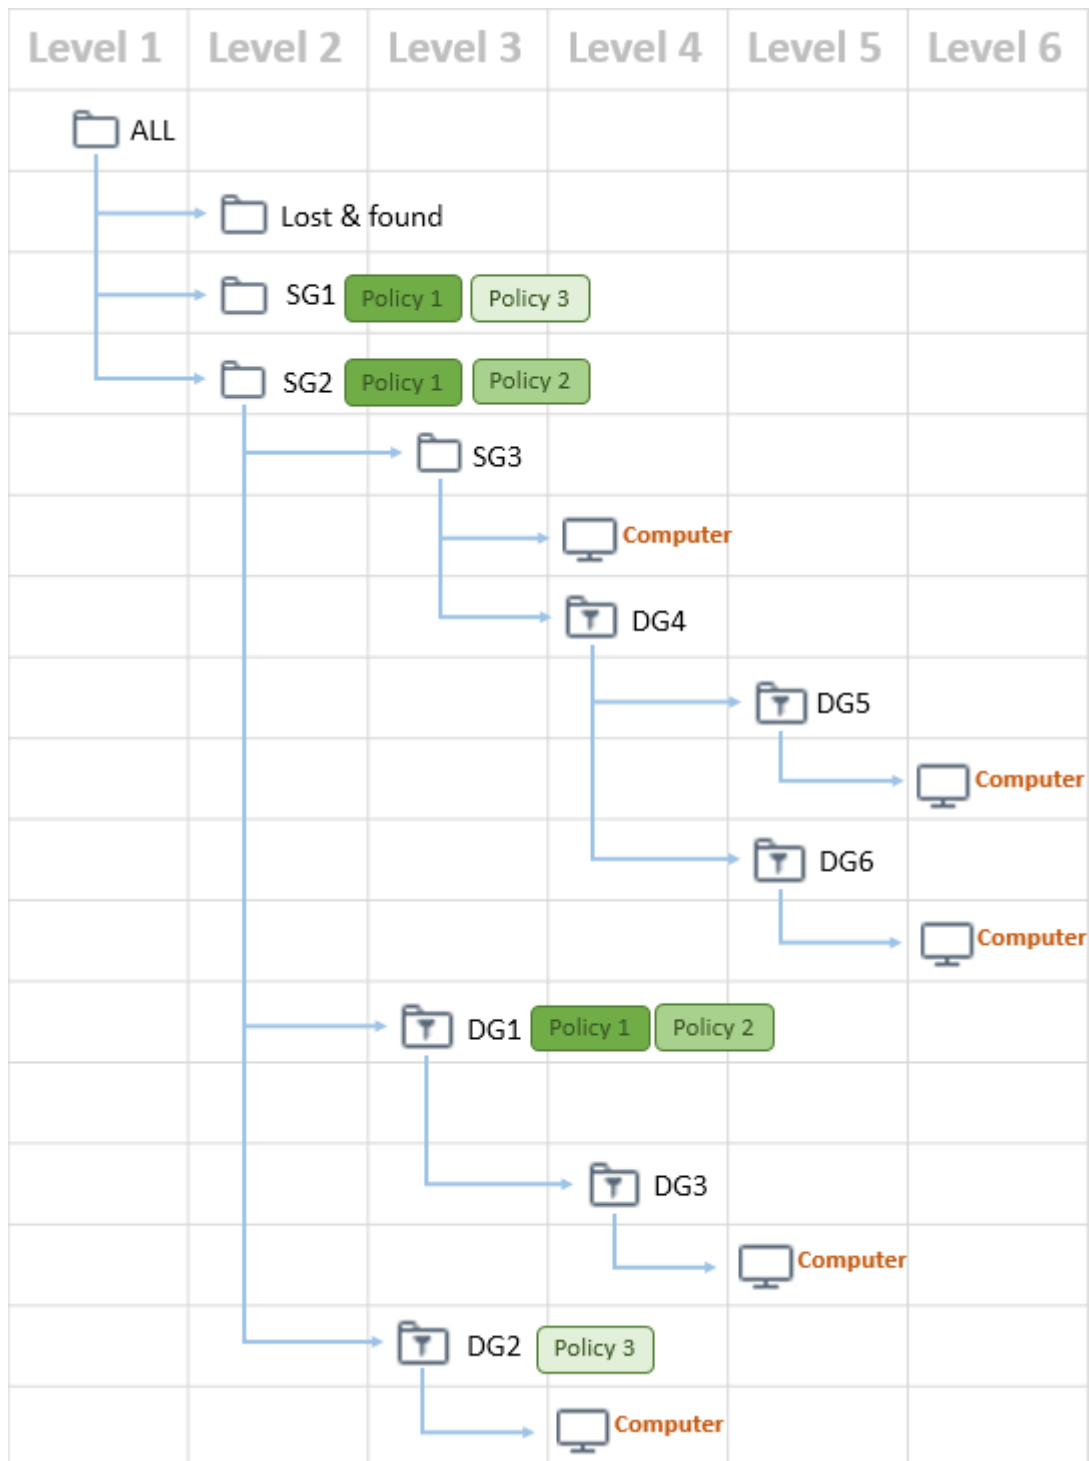 Level 1 Level 2 Level 3 Level 4 Level 5 Level 6
ALL
Lost & found
SG1 Policy 1 Policy 3
SG2 Policy 1 Policy 2
SG3
Computer
DG4
DG5
Computer
DG6
Computer
DG1 Policy 1 Policy 2
DG3
Computer
DG2 Policy 3
Computer